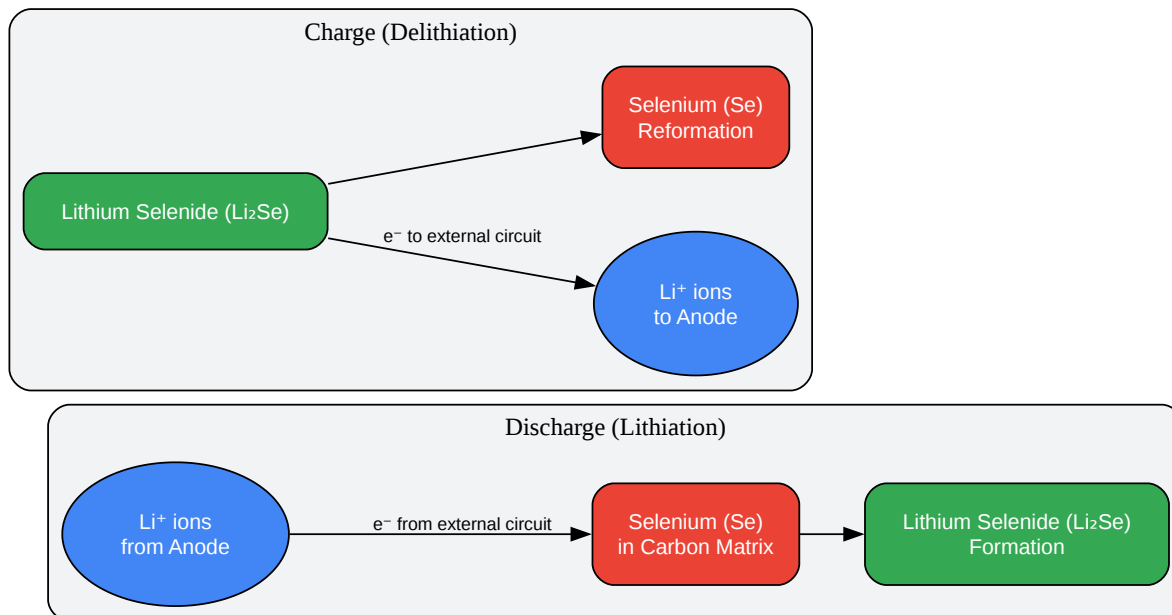 Charge (Delithiation)
Selenium (Se)
Reformation
Lithium Selenide (Li₂Se)
e⁻ to external circuit
Li⁺ ions
to Anode
Discharge (Lithiation)
Li⁺ ions
from Anode
e⁻ from external circuit
Selenium (Se)
in Carbon Matrix
Lithium Selenide (Li₂Se)
Formation